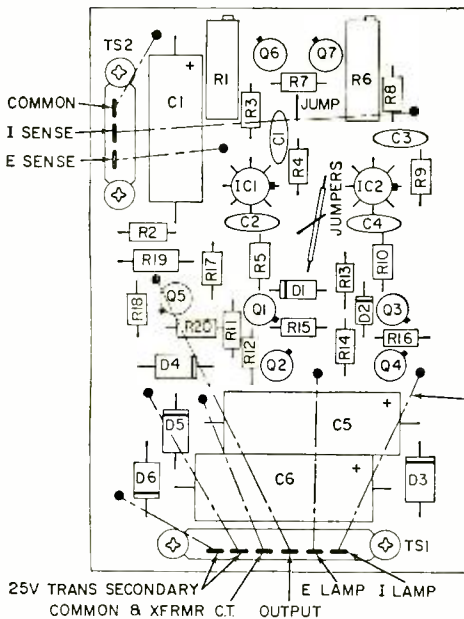 TS2
Q6
Q7
+
R1
R6
R7
R8
COMMON
C1
R3
JUMP
I SENSE
C1
C3
E SENSE
R4
R9
IC1
IC2
JUMPERS
C2
C4
R2
R19
R17
R5
R10
D1
R13
R18
Q5
Q1
D2
Q3
R20
R11
R15
R16
R12
R14
D4
Q2
Q4
+
D5
C5
+
D6
C6
D3
TS1
25V TRANS SECONDARY
E LAMP I LAMP
COMMON & XFRMR C.T. OUTPUT